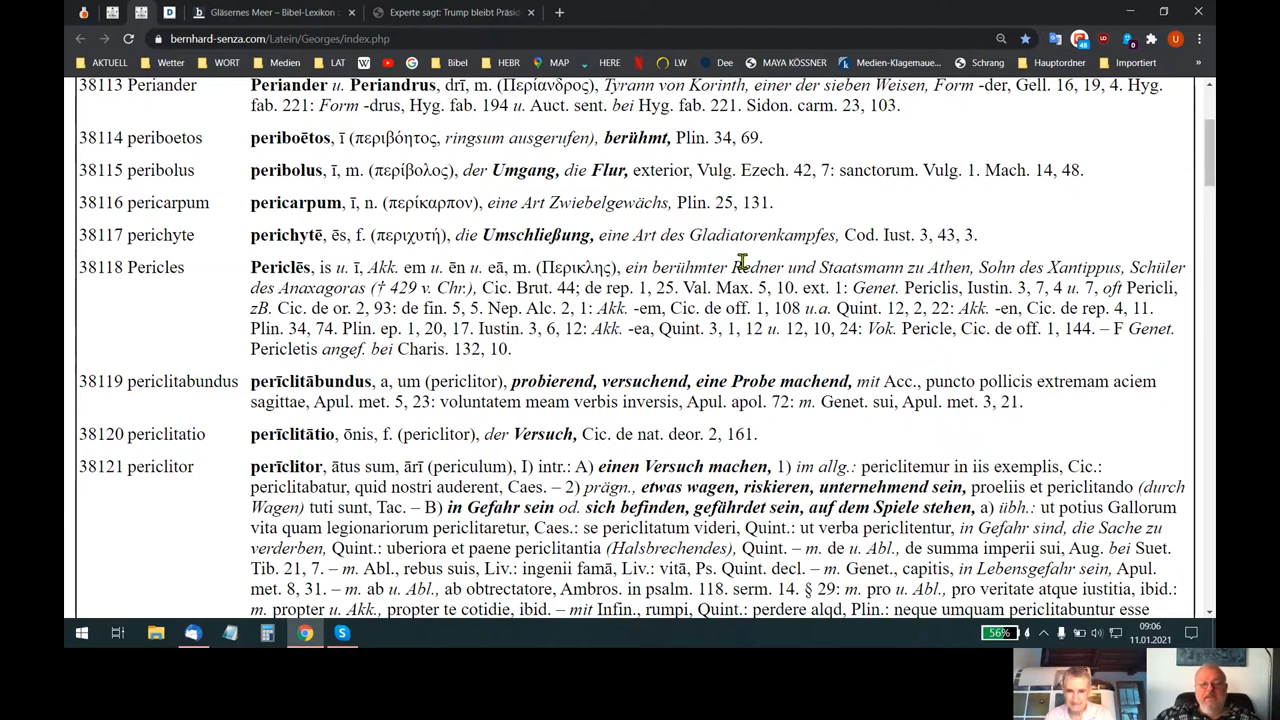 Gläsernes Meer – Bibel-Lexikon
Experte sagt: Trump bleibt Präsid
bernhard-senza.com/Latein/Georges/index.php
AKTUELL Wetter WORT Medien LAT Bibel HEBR MAP HERE LW Dee MAYA KÖSSNER Medien-Klagemaue... Schrang Hauptordner Importiert
38113 Periander Periander u. Periandrus, drī, m. (Περίανδρος), Tyrann von Korinth, einer der sieben Weisen, Form -der, Gell. 16, 19, 4. Hyg.
fab. 221: Form -drus, Hyg. fab. 194 u. Auct. sent. bei Hyg. fab. 221. Sidon. carm. 23, 103.
38114 periboetos periboētos, ī (περιβόητος, ringsum ausgerufen), berühmt, Plin. 34, 69.
38115 peribolus peribolus, ī, m. (περίβολος), der Umgang, die Flur, exterior, Vulg. Ezech. 42, 7: sanctorum. Vulg. 1. Mach. 14, 48.
38116 pericarpum pericarpum, ī, n. (περίκαρπον), eine Art Zwiebelgewächs, Plin. 25, 131.
38117 perichyte perichytē, ēs, f. (περιχυτή), die Umschließung, eine Art des Gladiatorenkampfes, Cod. Iust. 3, 43, 3.
38118 Pericles Periclēs, is u. ī, Akk. em u. ēn u. eā, m. (Περικλης), ein berühmter Redner und Staatsmann zu Athen, Sohn des Xantippus, Schüler
des Anaxagoras († 429 v. Chr.), Cic. Brut. 44; de rep. 1, 25. Val. Max. 5, 10. ext. 1: Genet. Periclis, Iustin. 3, 7, 4 u. 7, oft Pericli,
zB. Cic. de or. 2, 93: de fin. 5, 5. Nep. Alc. 2, 1: Akk. -em, Cic. de off. 1, 108 u.a. Quint. 12, 2, 22: Akk. -en, Cic. de rep. 4, 11.
Plin. 34, 74. Plin. ep. 1, 20, 17. Iustin. 3, 6, 12: Akk. -ea, Quint. 3, 1, 12 u. 12, 10, 24: Vok. Pericle, Cic. de off. 1, 144. – F Genet.
Pericletis angef. bei Charis. 132, 10.
38119 periclitabundus perīclitābundus, a, um (periclitor), probierend, versuchend, eine Probe machend, mit Acc., puncto pollicis extremam aciem
sagittae, Apul. met. 5, 23: voluntatem meam verbis inversis, Apul. apol. 72: m. Genet. sui, Apul. met. 3, 21.
38120 periclitatio perīclitātio, ōnis, f. (periclitor), der Versuch, Cic. de nat. deor. 2, 161.
38121 periclitor perīclitor, ātus sum, ārī (periculum), I) intr.: A) einen Versuch machen, 1) im allg.: periclitemur in iis exemplis, Cic.:
periclitabatur, quid nostri auderent, Caes. – 2) prägn., etwas wagen, riskieren, unternehmend sein, proeliis et periclitando (durch
Wagen) tuti sunt, Tac. – B) in Gefahr sein od. sich befinden, gefährdet sein, auf dem Spiele stehen, a) übh.: ut potius Gallorum
vita quam legionariorum periclitaretur, Caes.: se periclitatum videri, Quint.: ut verba periclitentur, in Gefahr sind, die Sache zu
verderben, Quint.: uberiora et paene periclitantia (Halsbrechendes), Quint. – m. de u. Abl., de summa imperii sui, Aug. bei Suet.
Tib. 21, 7. – m. Abl., rebus suis, Liv.: ingenii famā, Liv.: vitā, Ps. Quint. decl. – m. Genet., capitis, in Lebensgefahr sein, Apul.
met. 8, 31. – m. ab u. Abl., ab obtrectatore, Ambros. in psalm. 118. serm. 14. § 29: m. pro u. Abl., pro veritate atque iustitia, ibid.:
m. propter u. Akk., propter te cotidie, ibid. – mit Infin., rumpi, Quint.: perdere alqd, Plin.: neque umquam periclitabuntur esse
56% 09:06
11.01.2021